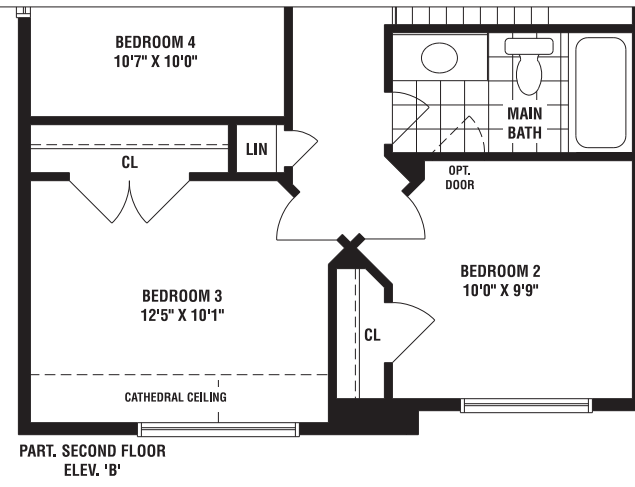 BEDROOM 4
10'7" X 10'0"
MAIN
BATH
LIN
CL
OPT.
DOOR
BEDROOM 2
10'0" X 9'9"
BEDROOM 3
12'5" X 10'1"
CL
CATHEDRAL CEILING
PART. SECOND FLOOR
ELEV. 'B'